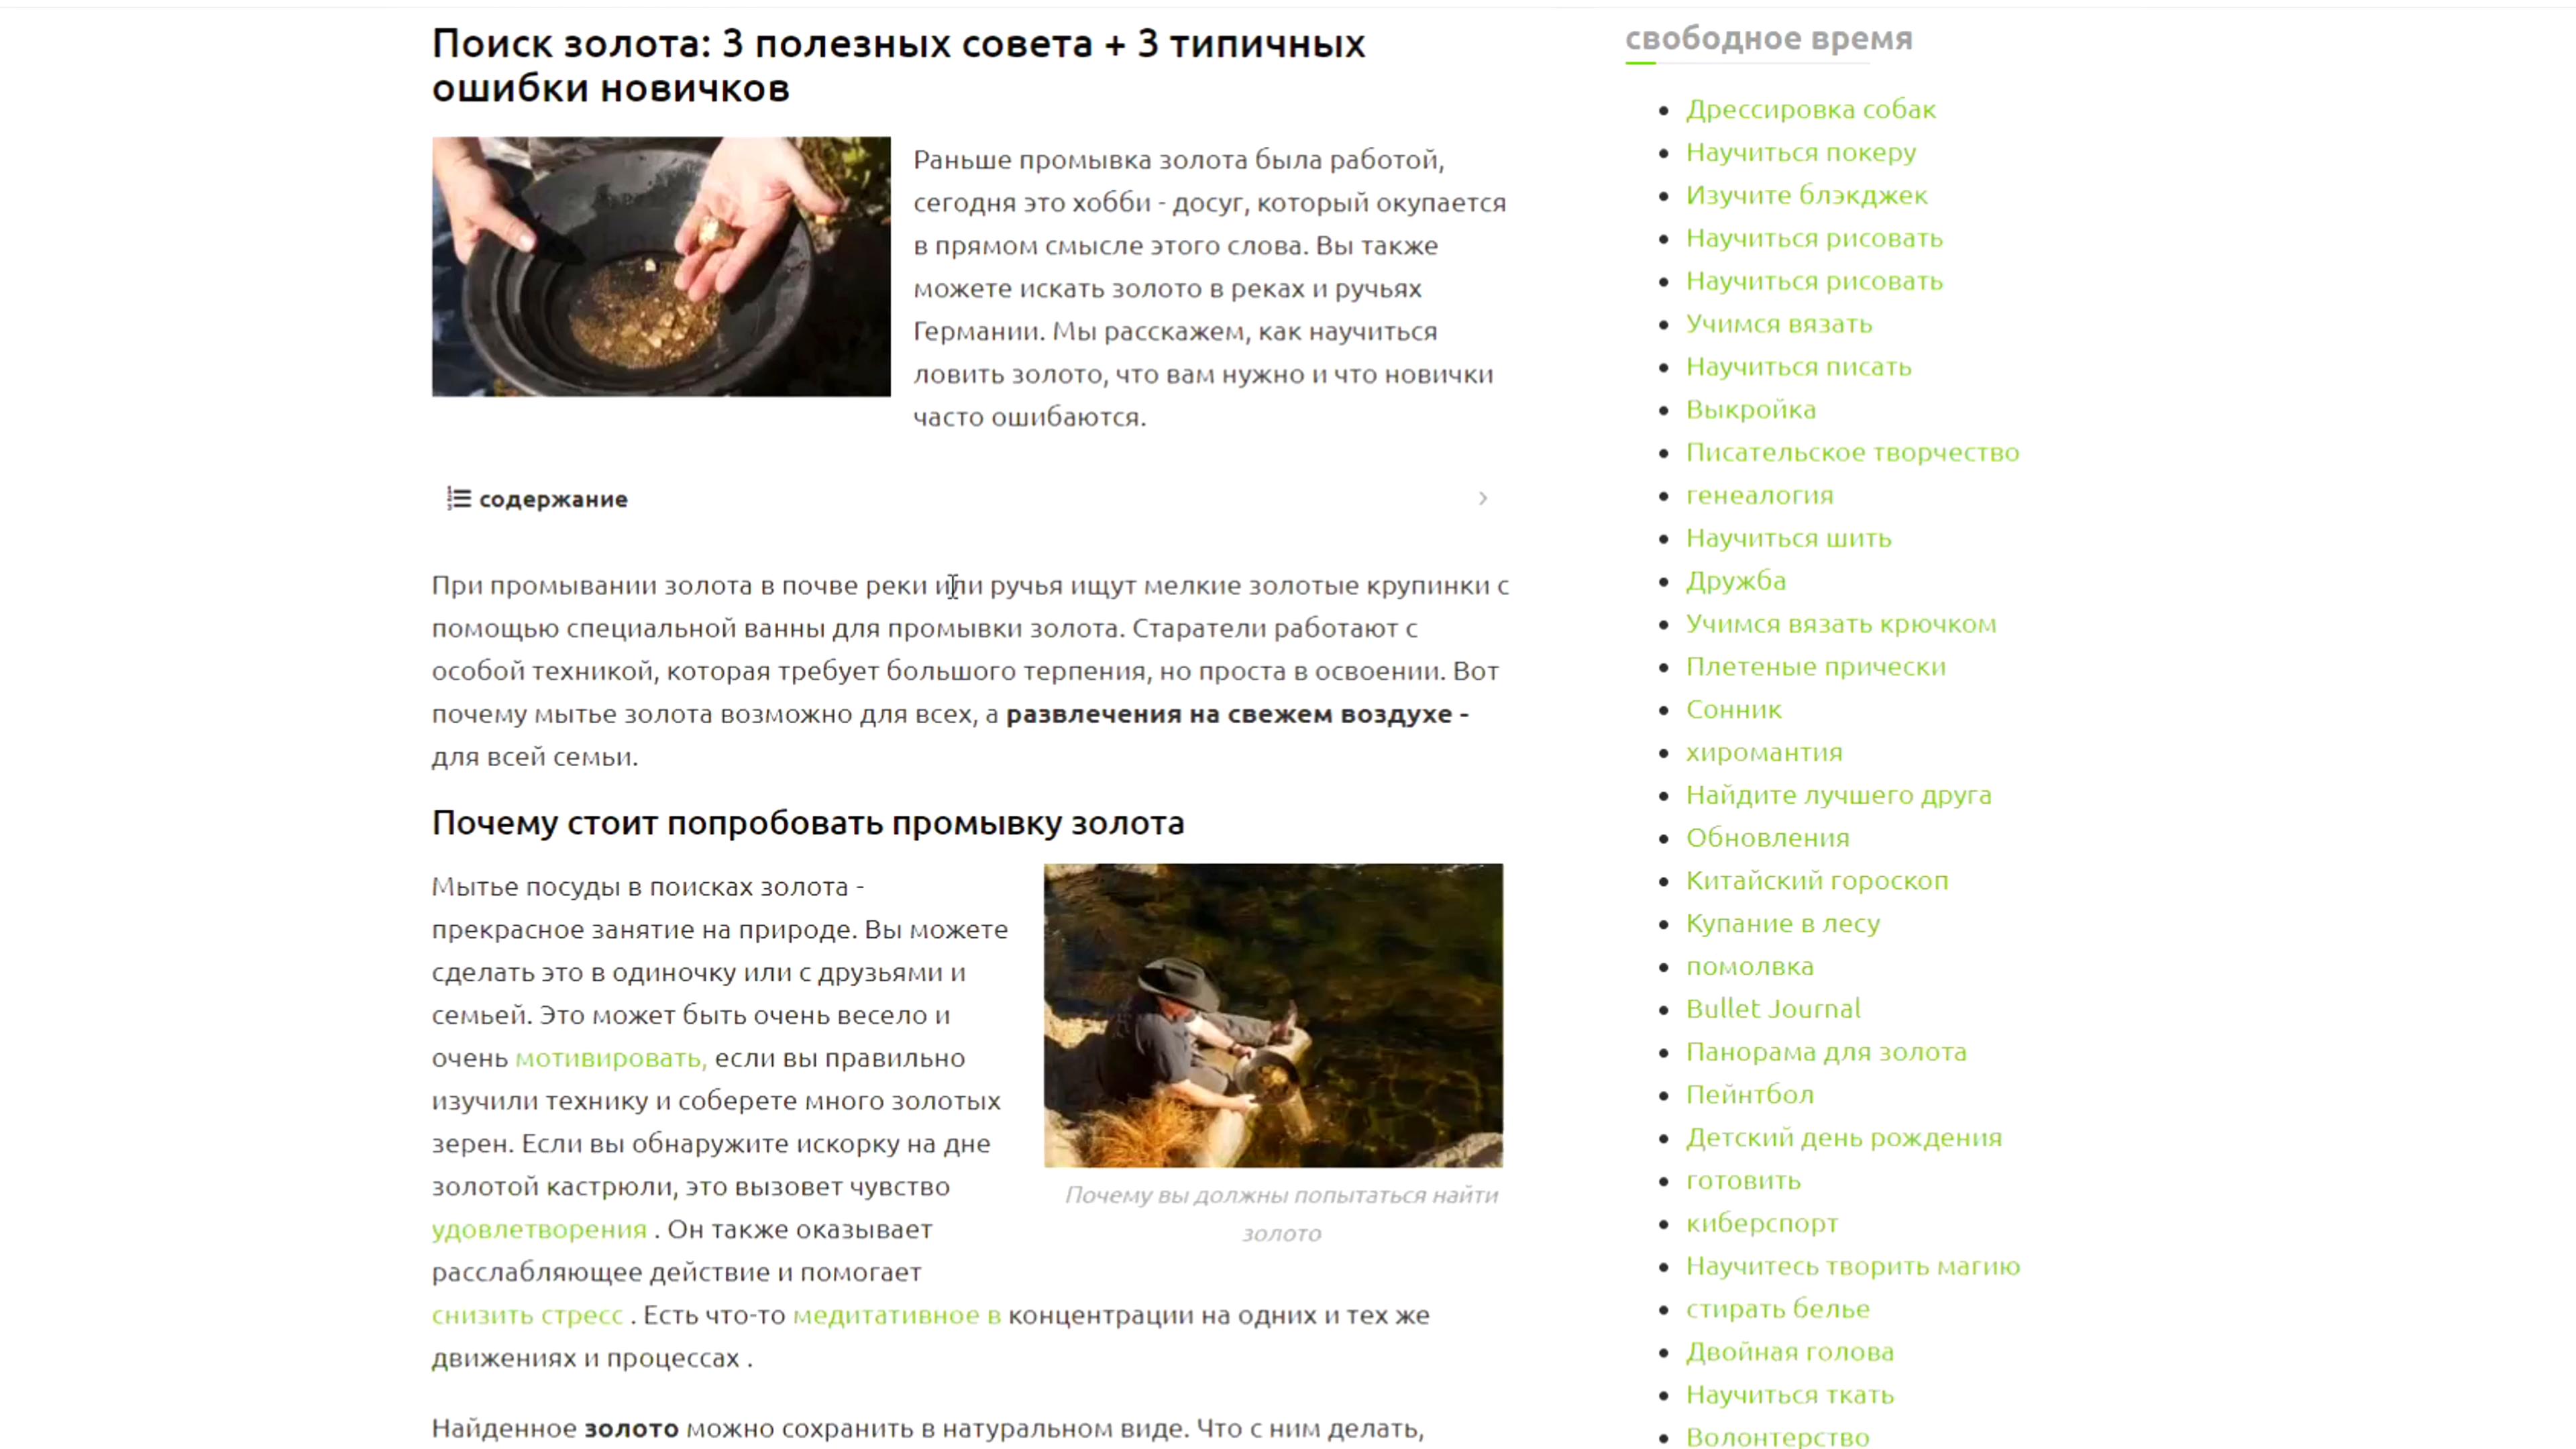 Поиск золота: 3 полезных совета + 3 типичных
ошибки новичков
Раньше промывка золота была работой,
сегодня это хобби - досуг, который окупается
в прямом смысле этого слова. Вы также
можете искать золото в реках и ручьях
Германии. Мы расскажем, как научиться
ловить золото, что вам нужно и что новички
часто ошибаются.
содержание
При промывании золота в почве реки или ручья ищут мелкие золотые крупинки с
помощью специальной ванны для промывки золота. Старатели работают с
особой техникой, которая требует большого терпения, но проста в освоении. Вот
почему мытье золота возможно для всех, а развлечения на свежем воздухе -
для всей семьи.
Почему стоит попробовать промывку золота
Мытье посуды в поисках золота -
прекрасное занятие на природе. Вы можете
сделать это в одиночку или с друзьями и
семьей. Это может быть очень весело и
очень мотивировать, если вы правильно
изучили технику и соберете много золотых
зерен. Если вы обнаружите искорку на дне
золотой кастрюли, это вызовет чувство
удовлетворения . Он также оказывает
расслабляющее действие и помогает
снизить стресс . Есть что-то медитативное в концентрации на одних и тех же
движениях и процессах .
Почему вы должны попытаться найти
золото
Найденное золото можно сохранить в натуральном виде. Что с ним делать,
свободное время
Дрессировка собак
Научиться покеру
Изучите блэкджек
Научиться рисовать
Научиться рисовать
Учимся вязать
Научиться писать
Выкройка
Писательское творчество
генеалогия
Научиться шить
Дружба
Учимся вязать крючком
Плетеные прически
Сонник
хиромантия
Найдите лучшего друга
Обновления
Китайский гороскоп
Купание в лесу
помолвка
Bullet Journal
Панорама для золота
Пейнтбол
Детский день рождения
готовить
киберспорт
Научитесь творить магию
стирать белье
Двойная голова
Научиться ткать
Волонтерство